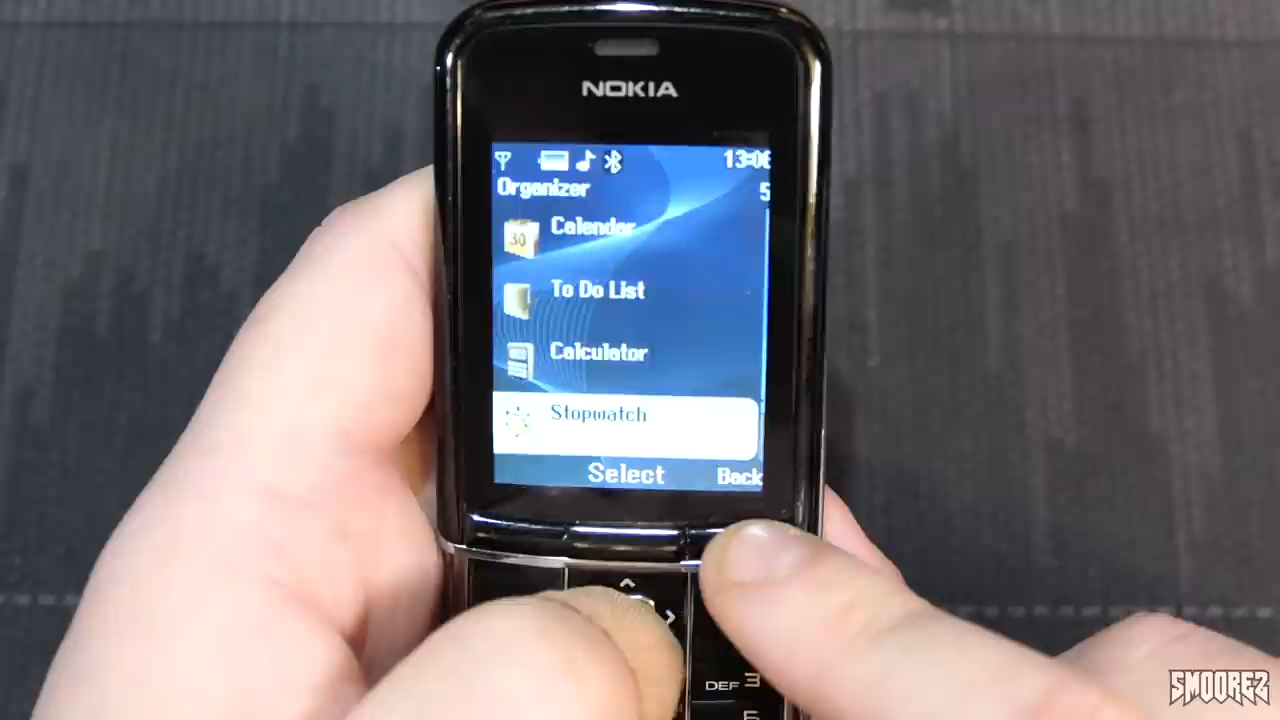 NOKIA
13:06
Organizer 5
30
Calendar
To Do List
Calculator
Stopwatch
Select Back
DEF 3
SMOOREZ